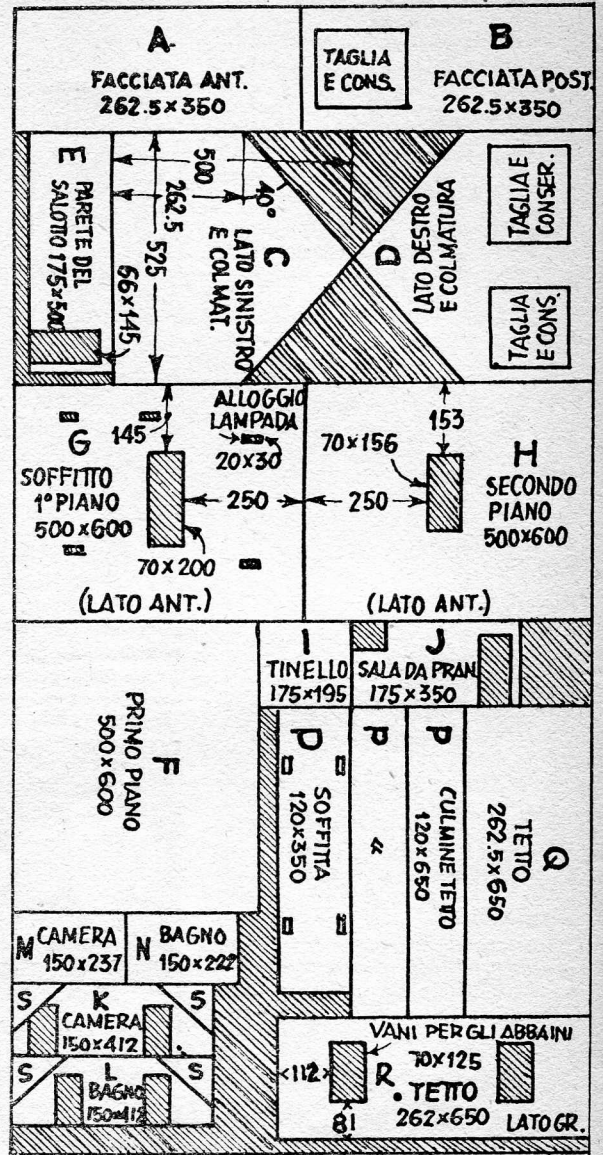 A
FACCIATA ANT.
262.5×350
TAGLIA
E CONS.
B
FACCIATA POST.
262.5×350
E
PARETE DEL
SALOTTO 175×500
66×145
500
262.5
525
40°
C
LATO SINISTRO
E COLMAT.
D
LATO DESTRO
E COLMATURA
TAGLIA E
CONSER.
TAGLIA
E CONS.
G
SOFFITTO
1° PIANO
500×600
145
ALLOGGIO
LAMPADA
20×30
250
70×200
(LATO ANT.)
153
70×156
250
H
SECONDO
PIANO
500×600
(LATO ANT.)
F
PRIMO PIANO
500×600
I
TINELLO
175×195
J
SALA DA PRAN.
175×350
P
SOFFITTA
120×350
P
"
P
CULMINE TETTO
120×650
Q
TETTO
262.5×650
M CAMERA
150×237
N BAGNO
150×222
S K S
CAMERA
150×412
S L S
BAGNO
150×412
VANI PER GLI ABBAINI
70×125
112
R.
TETTO
262×650
81
LATO GR.